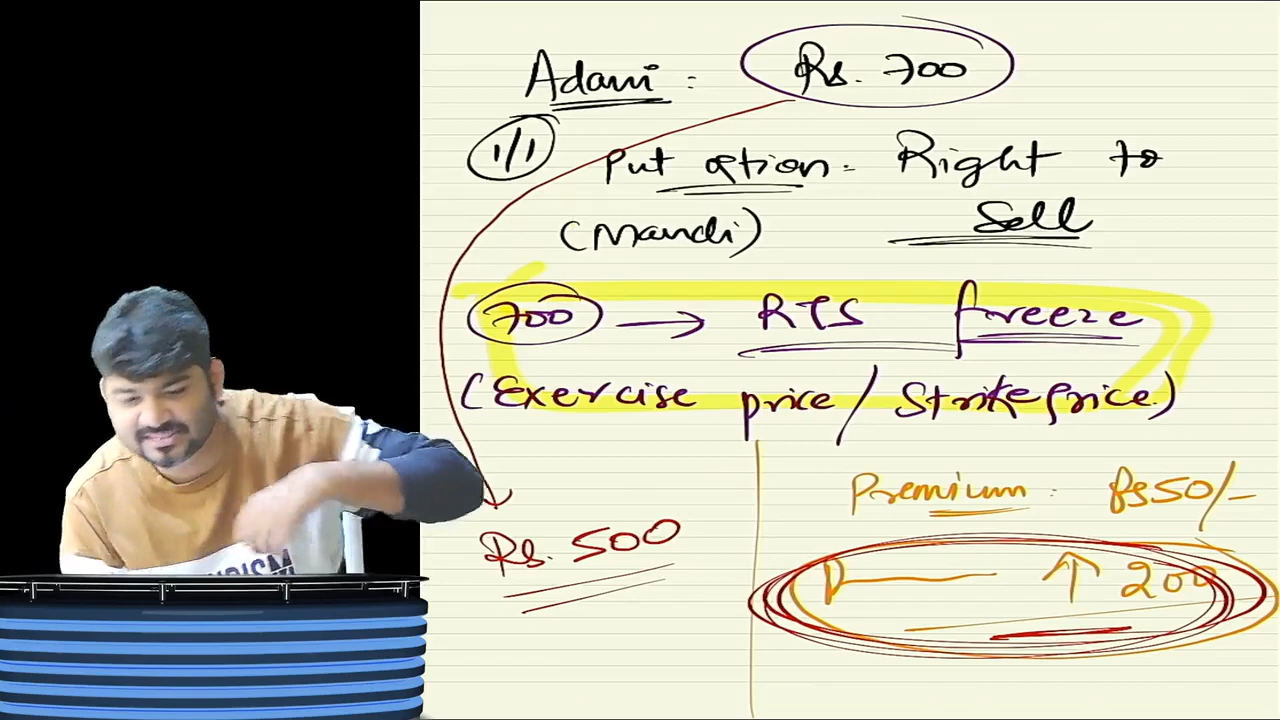 Adani : Rs. 700
1/1 Put option = Right to
(Mandi) Sell
700 → RTS freeze
(Exercise price / Strike price)
Premium : Rs 50/-
Rs. 500
P ↑ 200